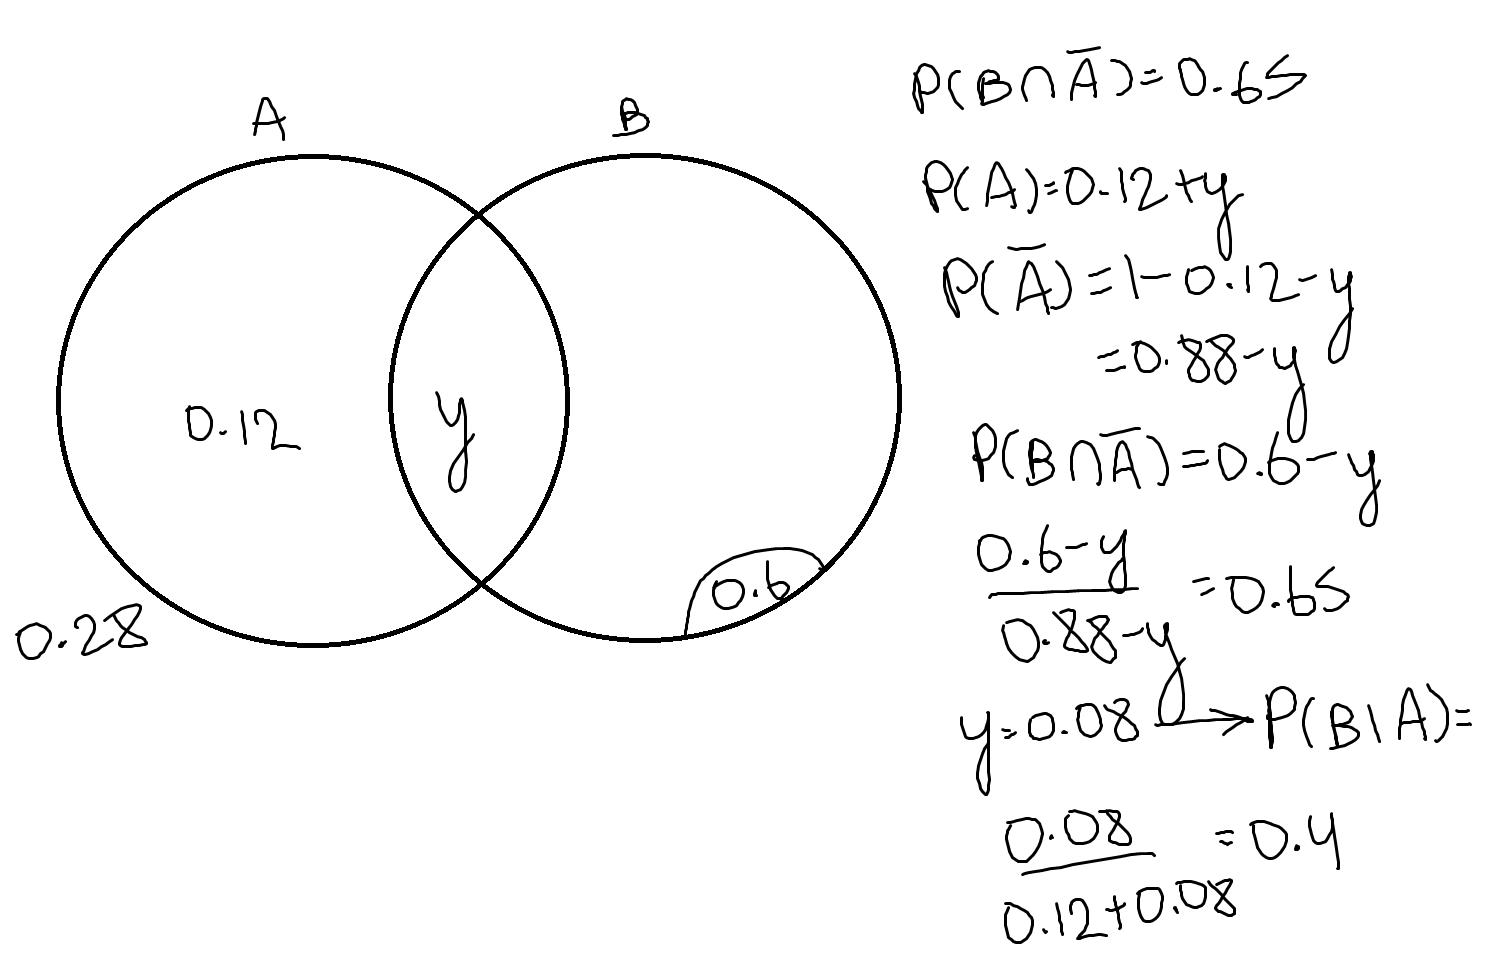 A
B
0.12
y
0.6
0.28
P(B∩A̅)=0.65
P(A)=0.12+y
P(A̅)=1-0.12-y
=0.88-y
P(B∩A̅)=0.6-y
0.6-y
0.88-y
=0.65
y=0.08→P(B|A)=
0.08
0.12+0.08
=0.4